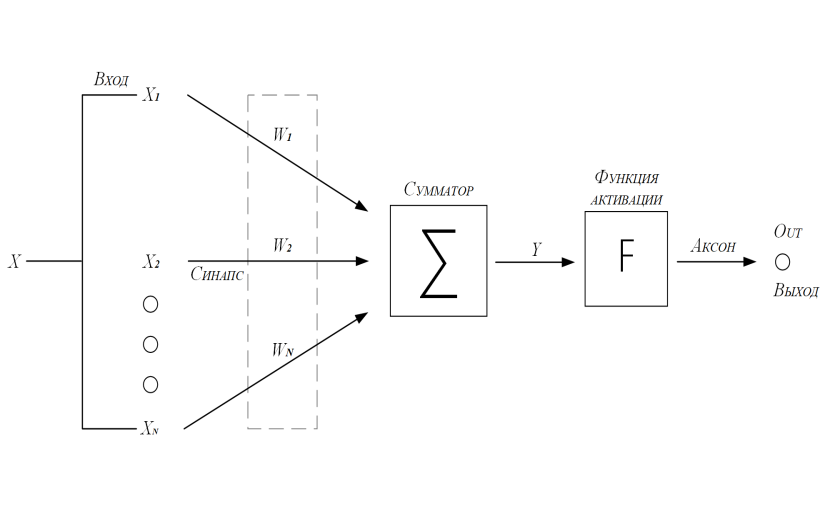 Вход
X1
W1
Сумматор
Функция
активации
X
X2
W2
Синапс
∑
Y
F
Аксон
Out
Выход
WN
XN